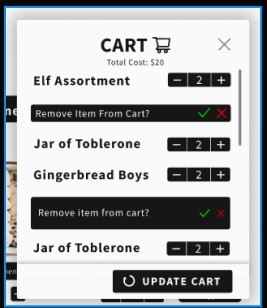 CART
Total Cost: $20
Elf Assortment − 2 +
Remove Item From Cart?
Jar of Toblerone − 2 +
Gingerbread Boys − 2 +
Remove item from cart?
Jar of Toblerone − 2 +
UPDATE CART